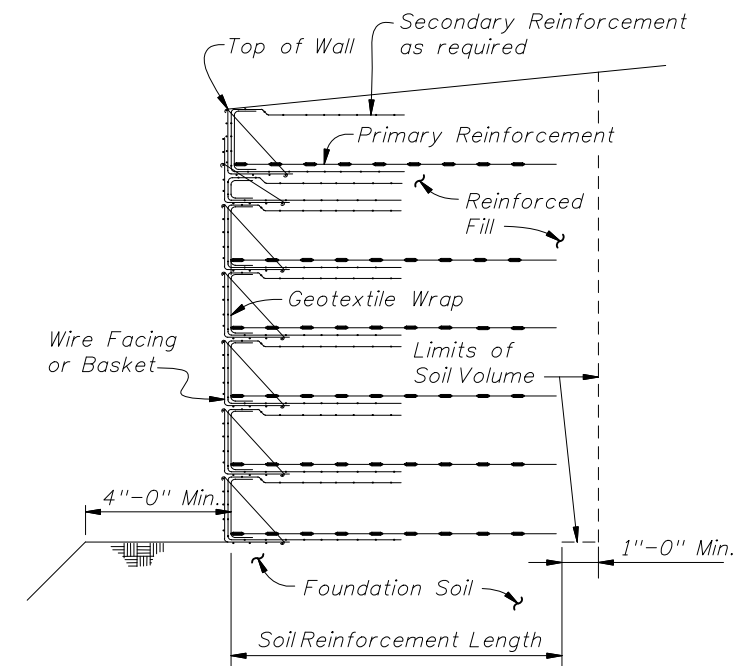 Secondary Reinforcement
as required
Top of Wall
Primary Reinforcement
Reinforced
Fill
Geotextile Wrap
Wire Facing
or Basket
Limits of
Soil Volume
4"-0" Min.
1"-0" Min.
Foundation Soil
Soil Reinforcement Length